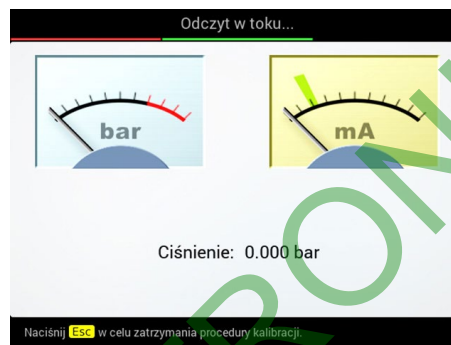 Odczyt w toku...
bar
mA
Ciśnienie: 0.000 bar
Naciśnij Esc w celu zatrzymania procedury kalibracji.